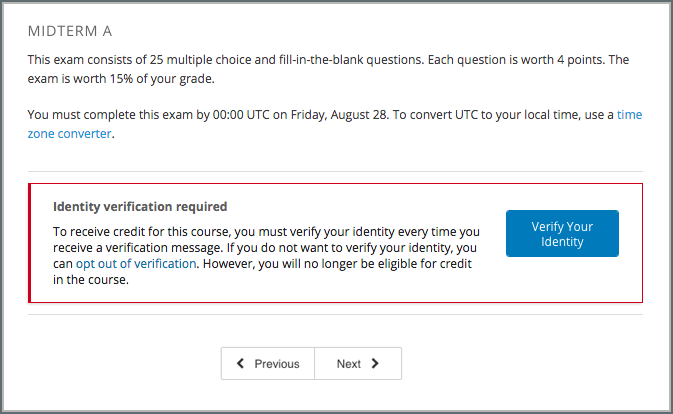 MIDTERM A
This exam consists of 25 multiple choice and fill-in-the-blank questions. Each question is worth 4 points. The
exam is worth 15% of your grade.
You must complete this exam by 00:00 UTC on Friday, August 28. To convert UTC to your local time, use a time
zone converter.
Identity verification required
To receive credit for this course, you must verify your identity every time you
receive a verification message. If you do not want to verify your identity, you
can opt out of verification. However, you will no longer be eligible for credit
in the course.
Verify Your
Identity
Previous
Next